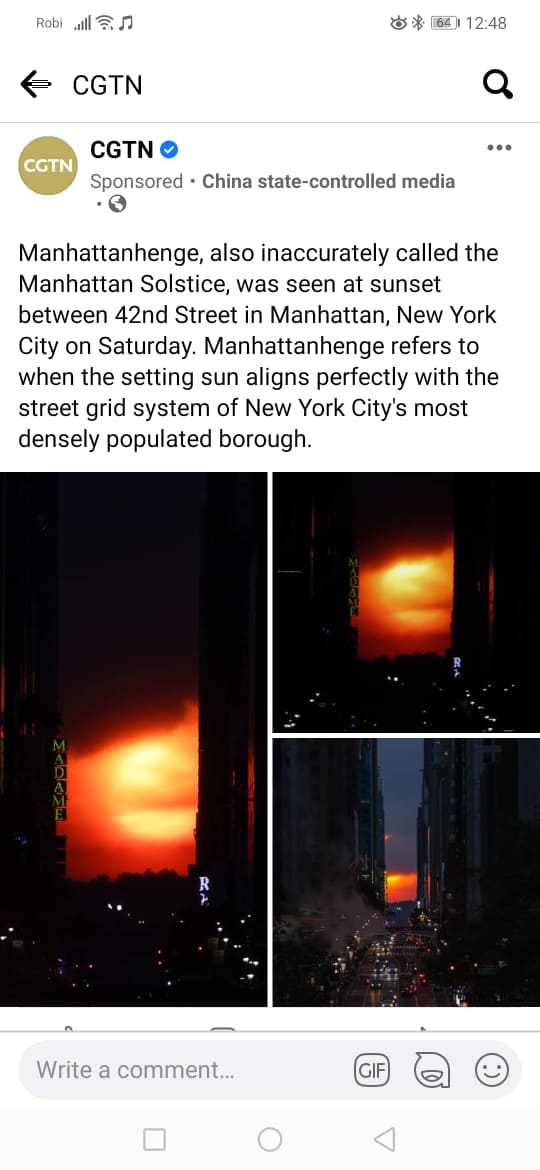 Robi 64 12:48
CGTN
CGTN
CGTN
Sponsored • China state-controlled media
•
Manhattanhenge, also inaccurately called the
Manhattan Solstice, was seen at sunset
between 42nd Street in Manhattan, New York
City on Saturday. Manhattanhenge refers to
when the setting sun aligns perfectly with the
street grid system of New York City's most
densely populated borough.
MADAME
R
MADAME
R
Write a comment...
GIF